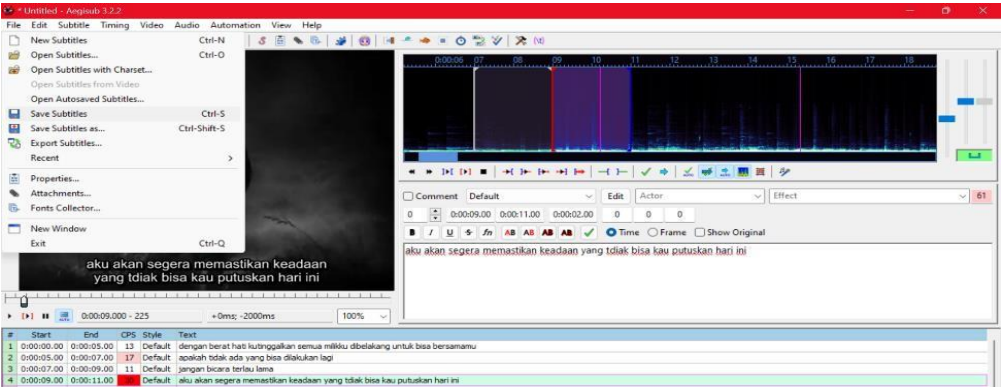 * Untitled - Aegisub 3.2.2
File Edit Subtitle Timing Video Audio Automation View Help
New Subtitles Ctrl-N
Open Subtitles... Ctrl-O
Open Subtitles with Charset...
Open Subtitles from Video
Open Autosaved Subtitles...
Save Subtitles Ctrl-S
Save Subtitles as... Ctrl-Shift-S
Export Subtitles...
Recent
Properties...
Attachments...
Fonts Collector...
New Window
Exit Ctrl-Q
aku akan segera memastikan keadaan
yang tdiak bisa kau putuskan hari ini
0:00:09.000 - 225 +0ms; -2000ms 100%
0:00:06 07 08 09 10 11 12 13 14 15 16 17 18
Comment Default Edit Actor Effect 61
0 0:00:09.00 0:00:11.00 0:00:02.00 0 0 0
B I U S fn AB AB AB AB Time Frame Show Original
aku akan segera memastikan keadaan yang tdiak bisa kau putuskan hari ini
# Start End CPS Style Text
1 0:00:00.00 0:00:05.00 13 Default dengan berat hati kutinggalkan semua milikku dibelakang untuk bisa bersamamu
2 0:00:05.00 0:00:07.00 17 Default apakah tidak ada yang bisa dilakukan lagi
3 0:00:07.00 0:00:09.00 11 Default jangan bicara terlau lama
4 0:00:09.00 0:00:11.00 Default aku akan segera memastikan keadaan yang tdiak bisa kau putuskan hari ini